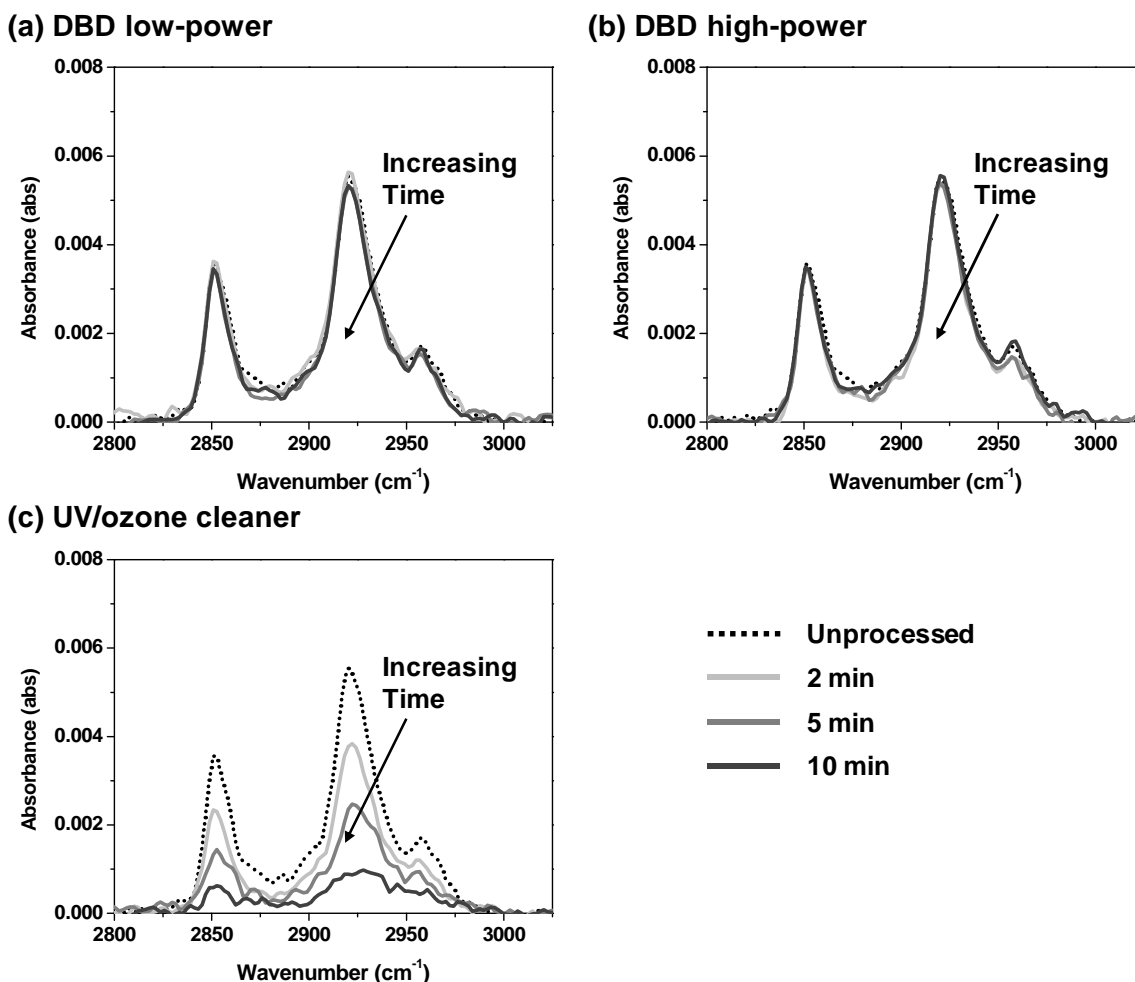 (a) DBD low-power
0.008
0.006
0.004
0.002
0.000
Absorbance (abs)
Increasing
Time
2800 2850 2900 2950 3000
Wavenumber (cm-1)
(b) DBD high-power
0.008
0.006
0.004
0.002
0.000
Absorbance (abs)
Increasing
Time
2800 2850 2900 2950 3000
Wavenumber (cm-1)
(c) UV/ozone cleaner
0.008
0.006
0.004
0.002
0.000
Absorbance (abs)
Increasing
Time
2800 2850 2900 2950 3000
Wavenumber (cm-1)
Unprocessed
2 min
5 min
10 min